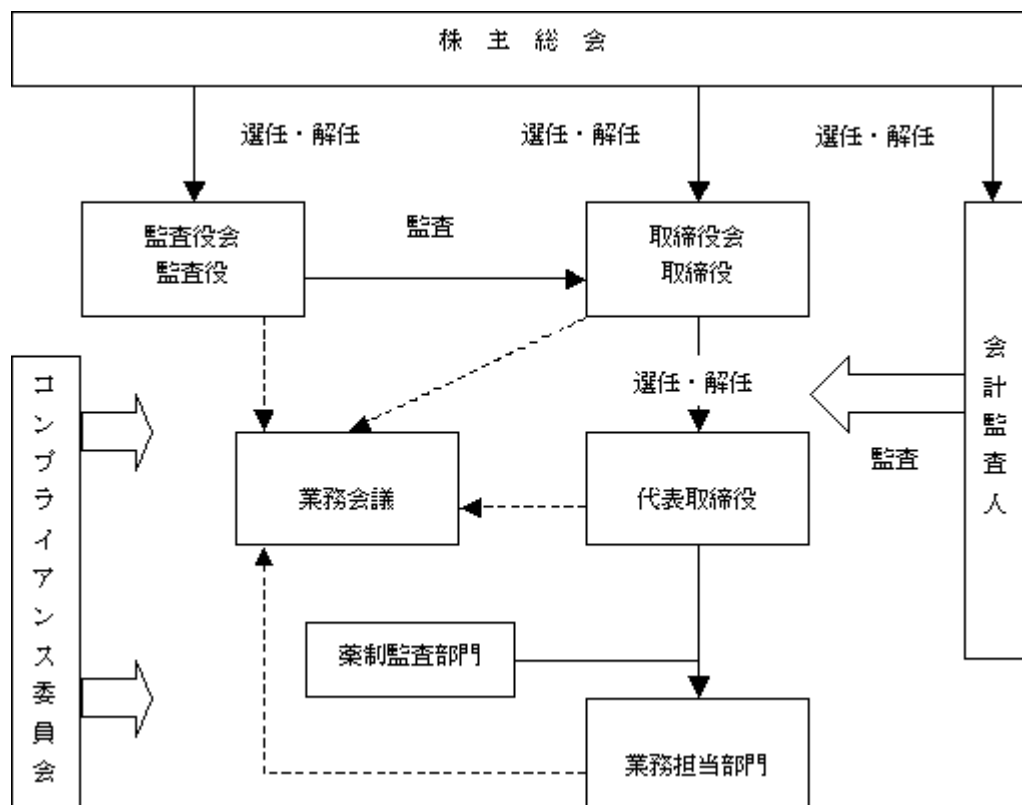 株主総会
選任・解任
選任・解任
選任・解任
監査役会
監査役
監査
取締役会
取締役
会計監査人
選任・解任
監査
コンプライアンス委員会
業務会議
代表取締役
薬制監査部門
業務担当部門